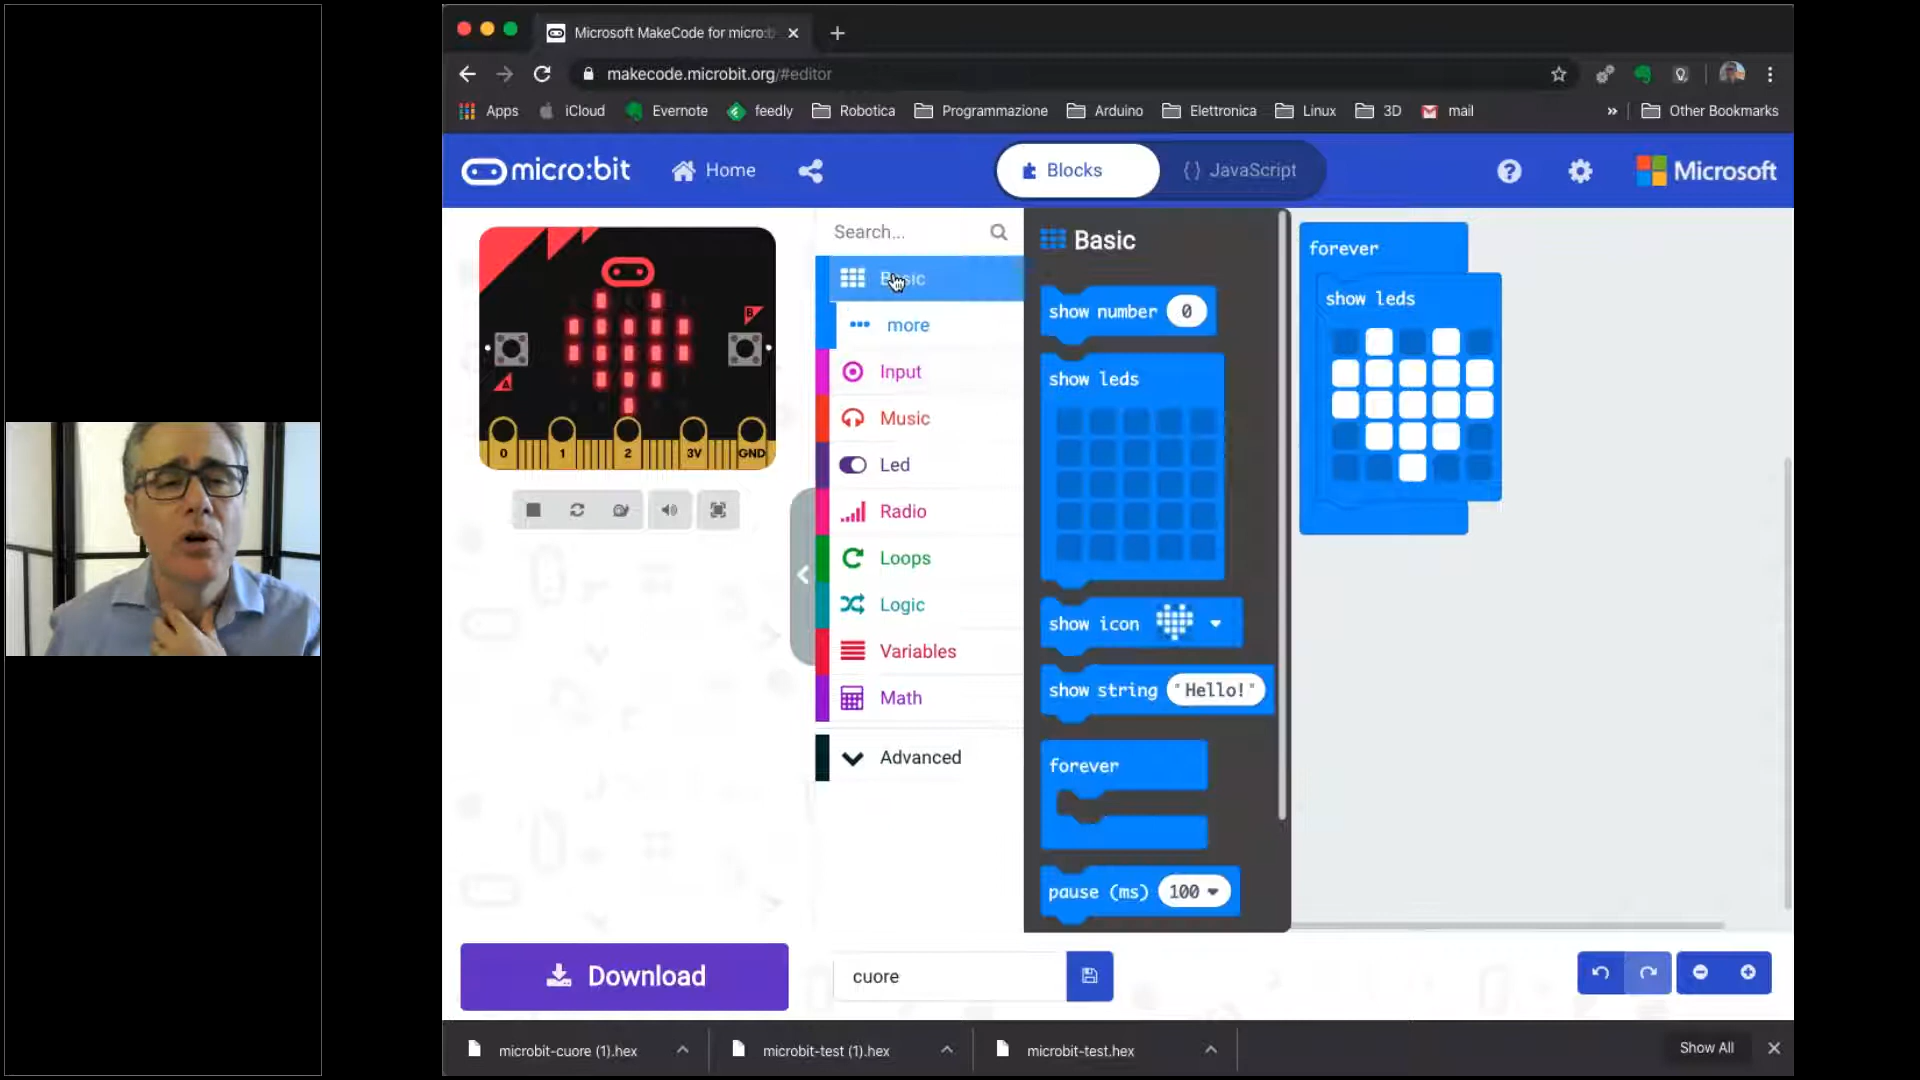 Microsoft MakeCode for micro:b
makecode.microbit.org/#editor
Apps iCloud Evernote feedly Robotica Programmazione Arduino Elettronica Linux 3D mail » Other Bookmarks
micro:bit Home Blocks {} JavaScript ? Microsoft
B
A
0 1 2 3V GND
Download
Search...
Basic
more
Input
Music
Led
Radio
Loops
Logic
Variables
Math
Advanced
Basic
show number 0
show leds
show icon
show string "Hello!"
forever
pause (ms) 100
forever
show leds
cuore
microbit-cuore (1).hex microbit-test (1).hex microbit-test.hex Show All